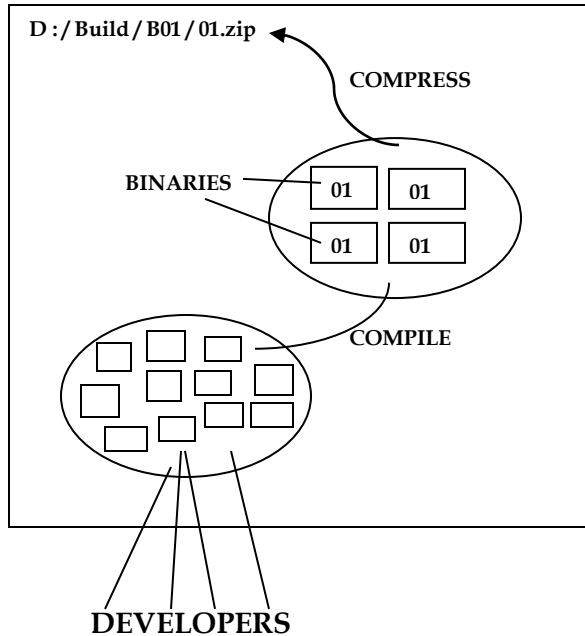 D :/ Build / B01 / 01.zip
COMPRESS
BINARIES
01 01
01 01
COMPILE
DEVELOPERS